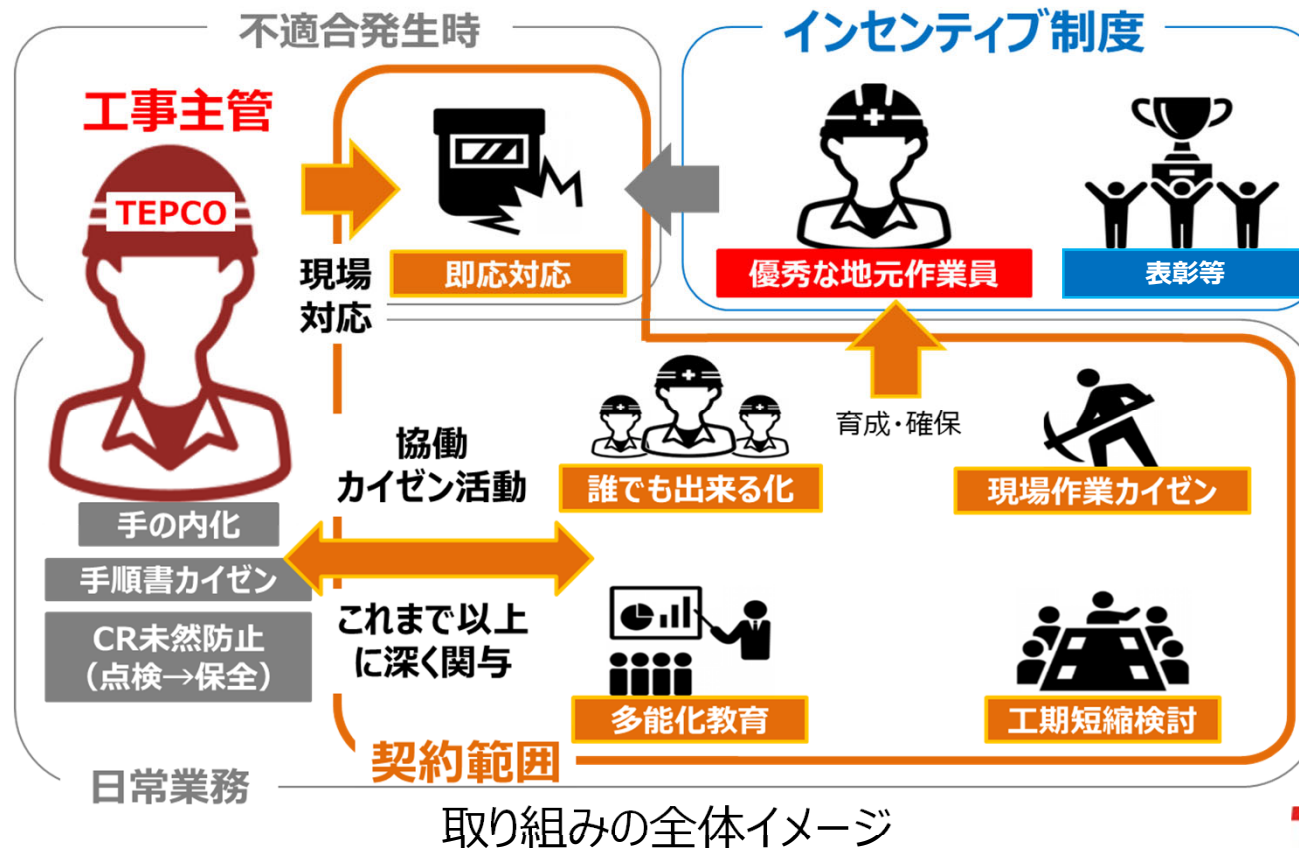 不適合発生時
インセンティブ制度
工事主管
TEPCO
現場
対応
即応対応
優秀な地元作業員
表彰等
育成・確保
協働
カイゼン活動
誰でも出来る化
現場作業カイゼン
手の内化
手順書カイゼン
CR未然防止
（点検→保全）
これまで以上
に深く関与
多能化教育
工期短縮検討
契約範囲
日常業務
取り組みの全体イメージ